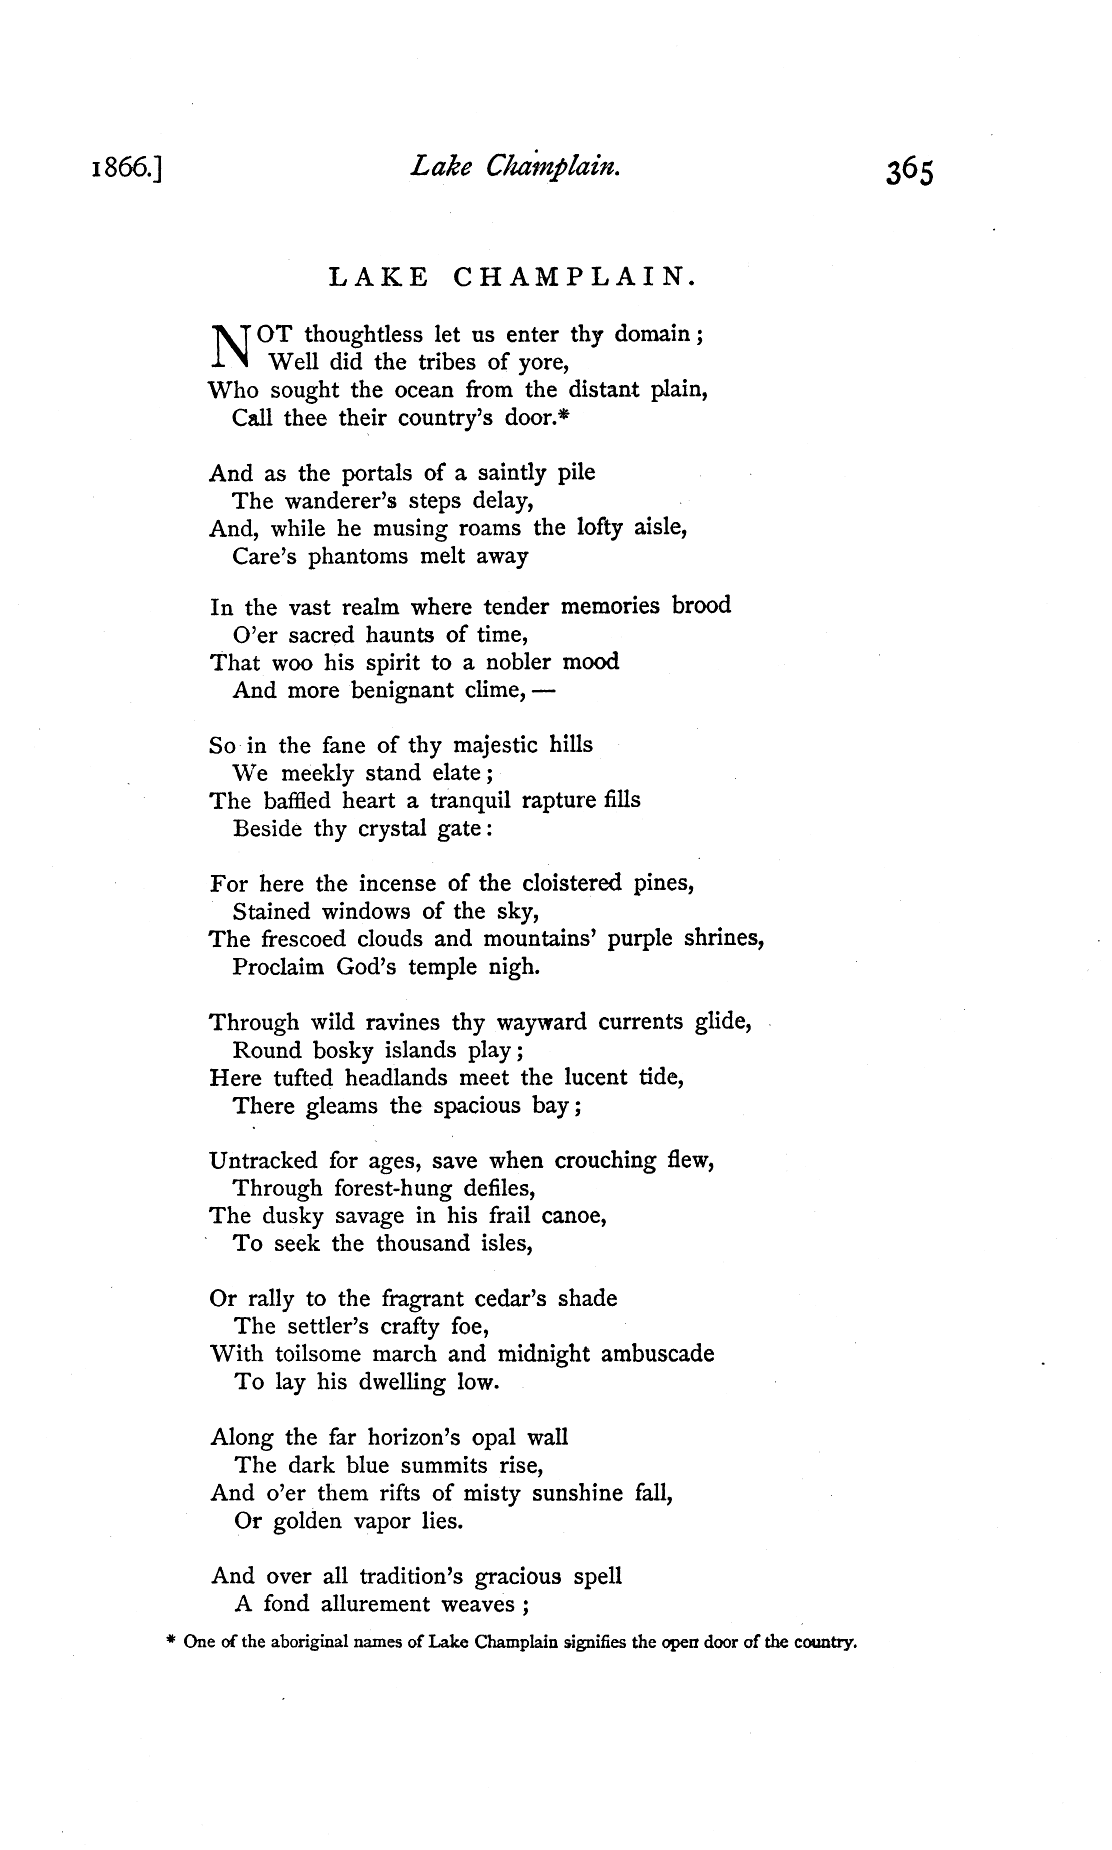 1866.] Lake Champlain. 365
LAKE CHAMPLAIN.
NOT thoughtless let us enter thy domain;
Well did the tribes of yore,
Who sought the ocean from the distant plain,
Call thee their country's door.*
And as the portals of a saintly pile
The wanderer's steps delay,
And, while he musing roams the lofty aisle,
Care's phantoms melt away
In the vast realm where tender memories brood
O'er sacred haunts of time,
That woo his spirit to a nobler mood
And more benignant clime, —
So in the fane of thy majestic hills
We meekly stand elate;
The baffled heart a tranquil rapture fills
Beside thy crystal gate:
For here the incense of the cloistered pines,
Stained windows of the sky,
The frescoed clouds and mountains' purple shrines,
Proclaim God's temple nigh.
Through wild ravines thy wayward currents glide,
Round bosky islands play;
Here tufted headlands meet the lucent tide,
There gleams the spacious bay;
Untracked for ages, save when crouching flew,
Through forest-hung defiles,
The dusky savage in his frail canoe,
To seek the thousand isles,
Or rally to the fragrant cedar's shade
The settler's crafty foe,
With toilsome march and midnight ambuscade
To lay his dwelling low.
Along the far horizon's opal wall
The dark blue summits rise,
And o'er them rifts of misty sunshine fall,
Or golden vapor lies.
And over all tradition's gracious spell
A fond allurement weaves;
* One of the aboriginal names of Lake Champlain signifies the open door of the country.